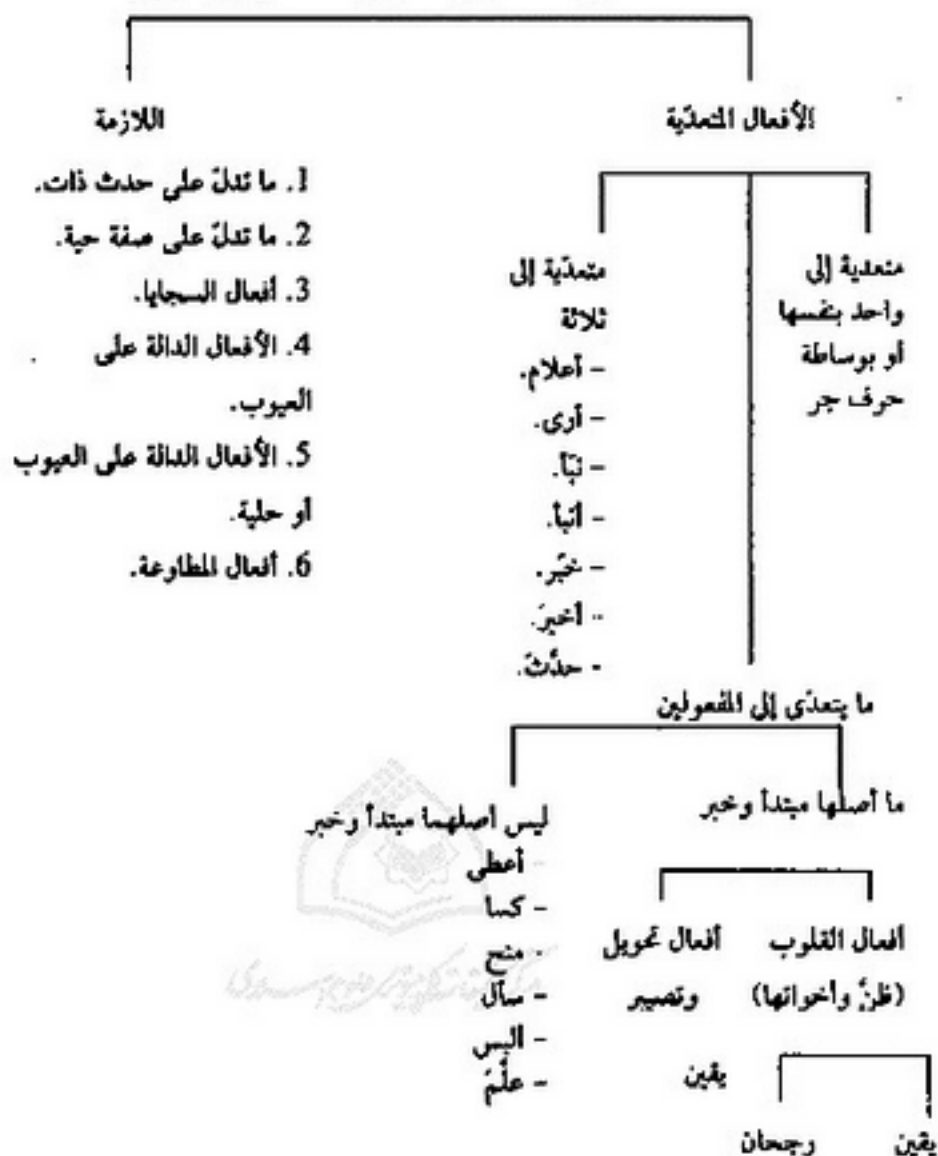 الأفعال المتعدّية
متعدية إلى
واحد بنفسها
أو بوساطة
حرف جر
متعدّية إلى
ثلاثة
– أعلام.
– أرى.
– نبّأ.
– أنبأ.
– خبّر.
- أخبرَ.
- حدّثَ.
ما يتعدّى إلى المفعولين
ما أصلها مبتدأ وخبر
أفعال القلوب
(ظنَّ وأخواتها)
يقين
رجحان
أفعال تحويل
وتصيير
يقين
ليس أصلهما مبتدأ وخبر
- أعطى
– كسا
- منح
– سأل
– ألبس
– علّمَ
اللازمة
1. ما تدلّ على حدث ذات.
2. ما تدلّ على صفة حية.
3. أفعال السجايا.
4. الأفعال الدالة على
العيوب.
5. الأفعال الدالة على العيوب
أو حلية.
6. أفعال المطاوعة.